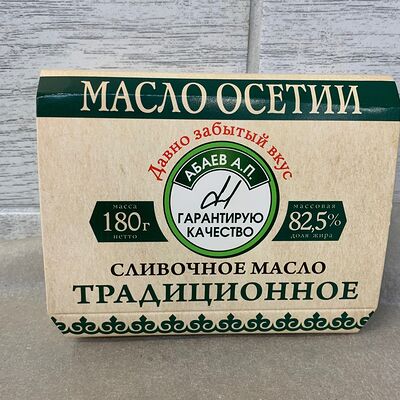 МАСЛО ОСЕТИИ
Давно забытый вкус
АБАЕВ А.П.
ГАРАНТИРУЮ
КАЧЕСТВО
масса
180г
нетто
массовая
82,5%
доля жира
СЛИВОЧНОЕ МАСЛО
ТРАДИЦИОННОЕ